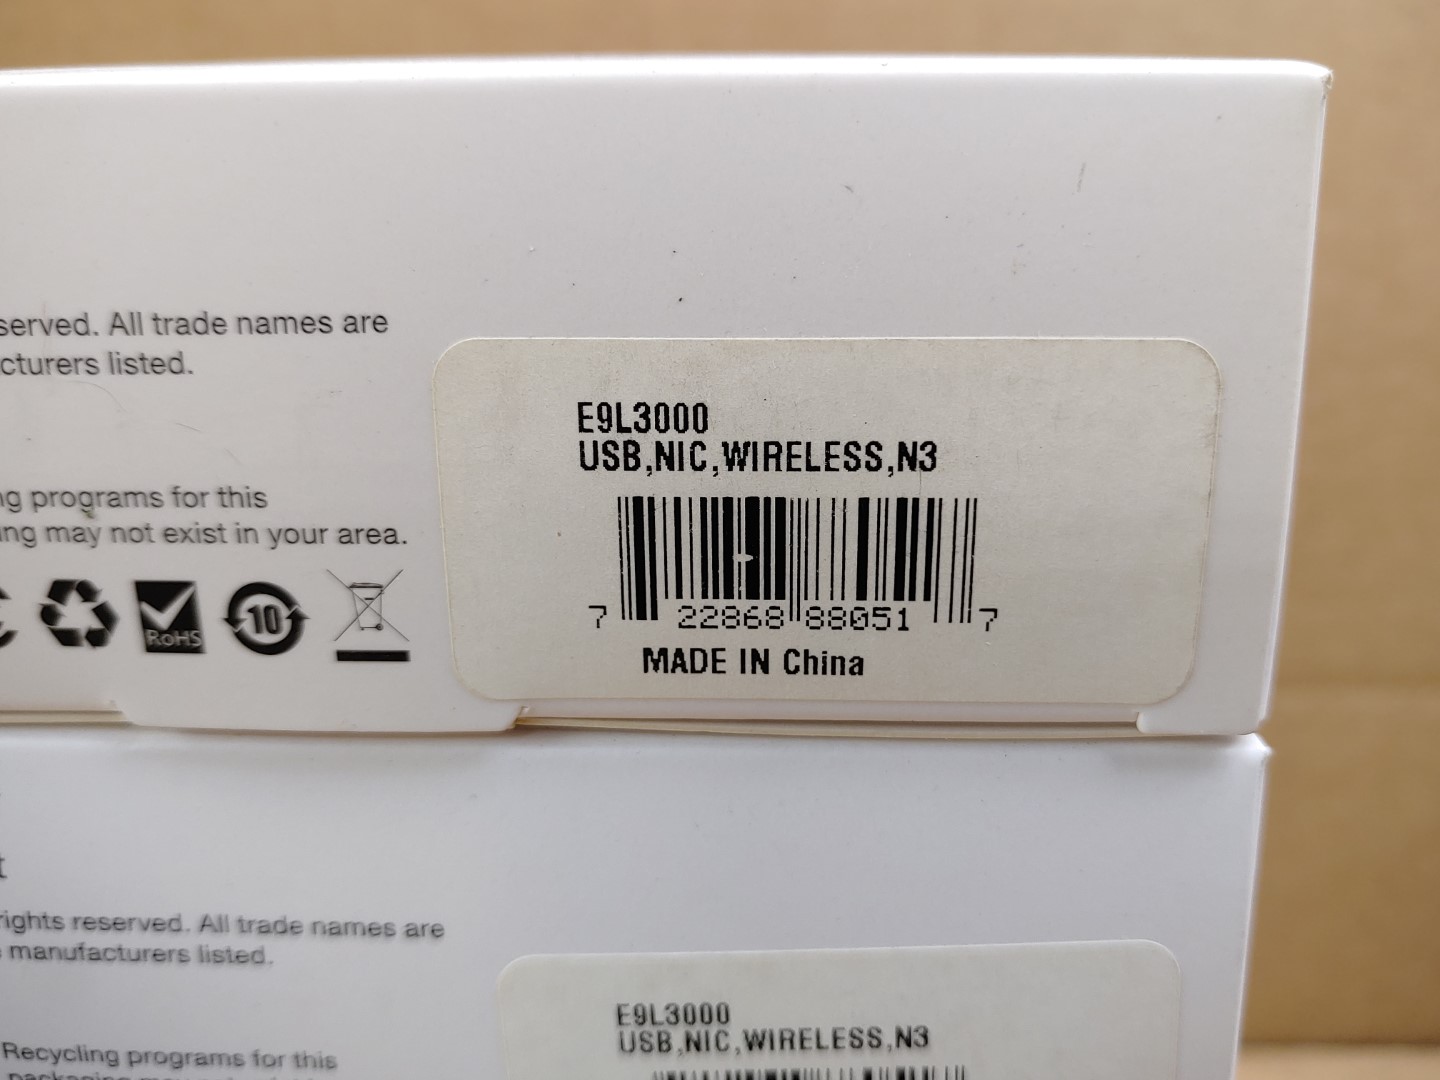 served. All trade names are
cturers listed.
ng programs for this
ing may not exist in your area.
RoHS
10
E9L3000
USB,NIC,WIRELESS,N3
7 22868 88051 7
MADE IN China
t
rights reserved. All trade names are
manufacturers listed.
Recycling programs for this
E9L3000
USB,NIC,WIRELESS,N3